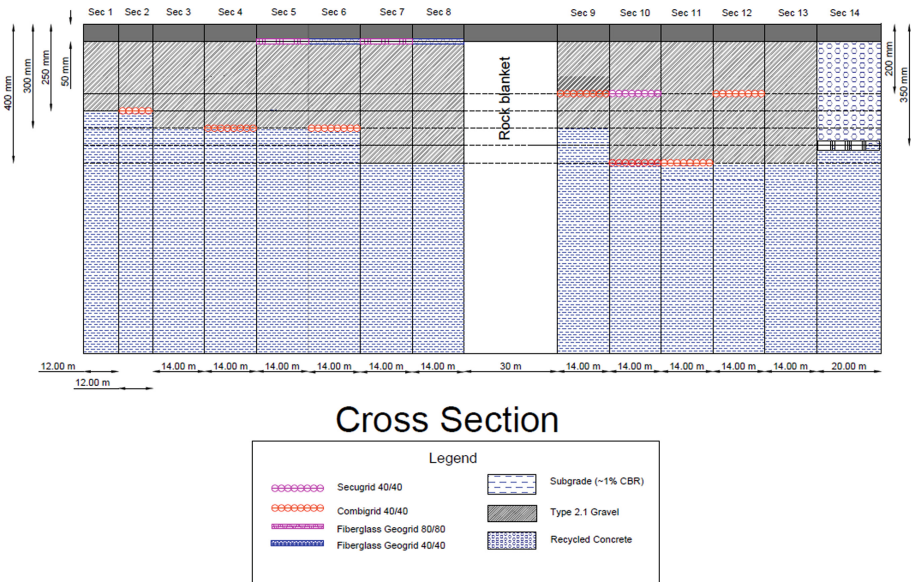 Sec 1 Sec 2 Sec 3 Sec 4 Sec 5 Sec 6 Sec 7 Sec 8 Sec 9 Sec 10 Sec 11 Sec 12 Sec 13 Sec 14
400 mm
300 mm
250 mm
50 mm
Rock blanket
200 mm
350 mm
12.00 m 14.00 m 14.00 m 14.00 m 14.00 m 14.00 m 14.00 m 30 m 14.00 m 14.00 m 14.00 m 14.00 m 14.00 m 20.00 m
12.00 m
Cross Section
Legend
Secugrid 40/40
Combigrid 40/40
Fiberglass Geogrid 80/80
Fiberglass Geogrid 40/40
Subgrade (~1% CBR)
Type 2.1 Gravel
Recycled Concrete